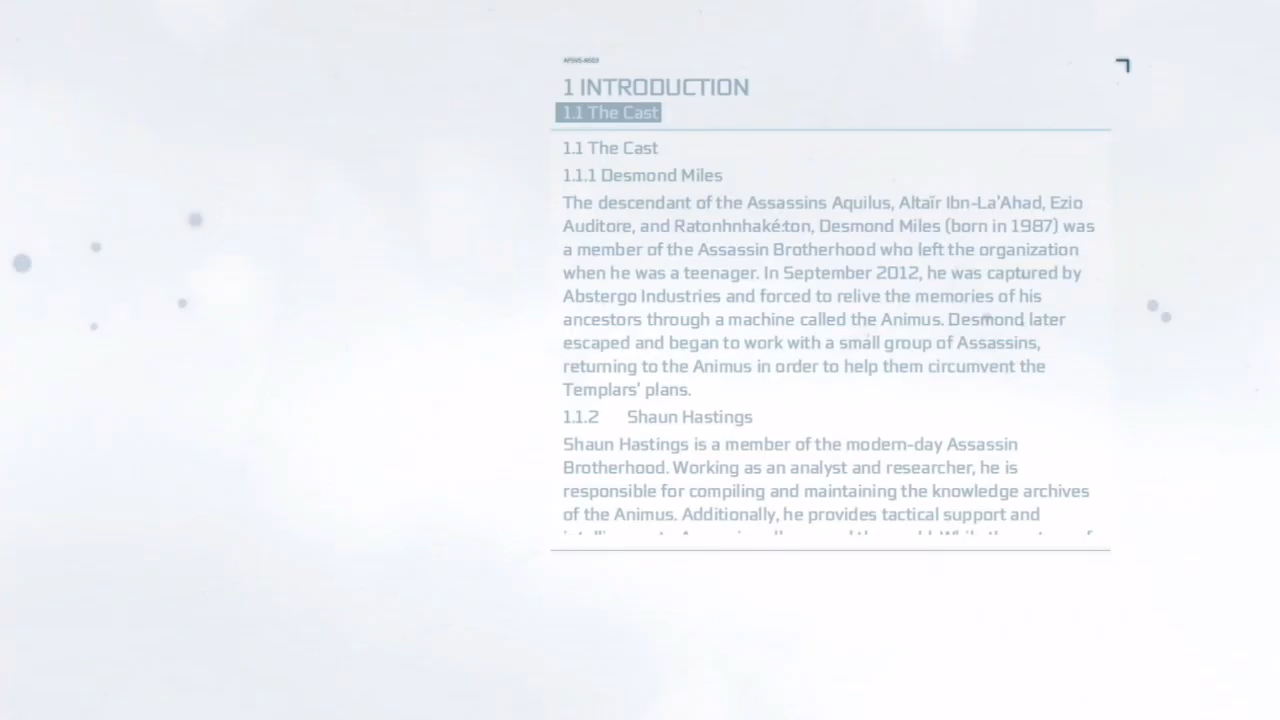 1 INTRODUCTION
1.1 The Cast
1.1 The Cast
1.1.1 Desmond Miles
The descendant of the Assassins Aquilus, Altaïr Ibn-La'Ahad, Ezio
Auditore, and Ratonhnhaké:ton, Desmond Miles (born in 1987) was
a member of the Assassin Brotherhood who left the organization
when he was a teenager. In September 2012, he was captured by
Abstergo Industries and forced to relive the memories of his
ancestors through a machine called the Animus. Desmond, later
escaped and began to work with a small group of Assassins,
returning to the Animus in order to help them circumvent the
Templars' plans.
1.1.2 Shaun Hastings
Shaun Hastings is a member of the modern-day Assassin
Brotherhood. Working as an analyst and researcher, he is
responsible for compiling and maintaining the knowledge archives
of the Animus. Additionally, he provides tactical support and